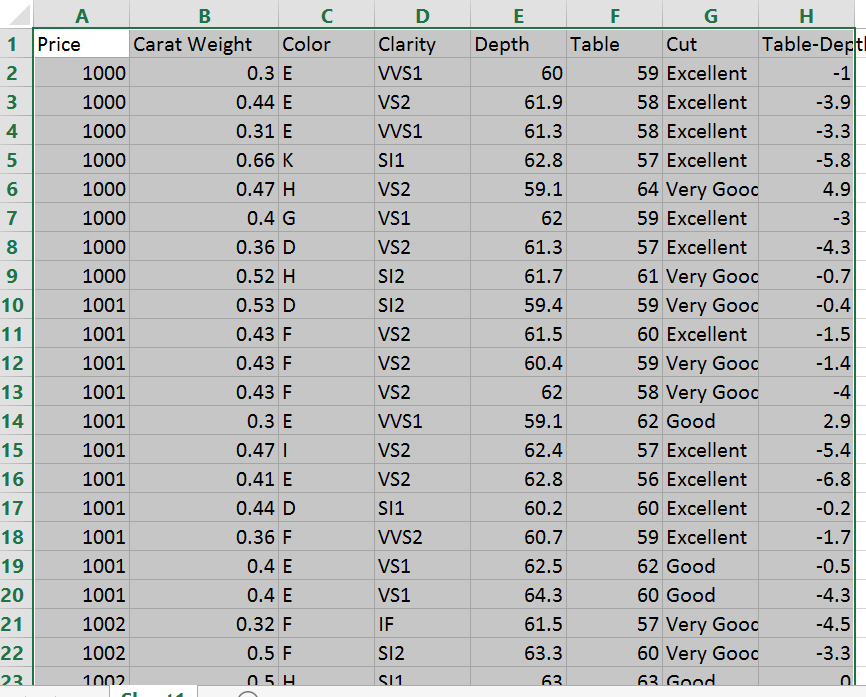 A B C D E F G H
1 Price Carat Weight Color Clarity Depth Table Cut Table-Dept
2 1000 0.3 E VVS1 60 59 Excellent -1
3 1000 0.44 E VS2 61.9 58 Excellent -3.9
4 1000 0.31 E VVS1 61.3 58 Excellent -3.3
5 1000 0.66 K SI1 62.8 57 Excellent -5.8
6 1000 0.47 H VS2 59.1 64 Very Good 4.9
7 1000 0.4 G VS1 62 59 Excellent -3
8 1000 0.36 D VS2 61.3 57 Excellent -4.3
9 1000 0.52 H SI2 61.7 61 Very Good -0.7
10 1001 0.53 D SI2 59.4 59 Very Good -0.4
11 1001 0.43 F VS2 61.5 60 Excellent -1.5
12 1001 0.43 F VS2 60.4 59 Very Good -1.4
13 1001 0.43 F VS2 62 58 Very Good -4
14 1001 0.3 E VVS1 59.1 62 Good 2.9
15 1001 0.47 I VS2 62.4 57 Excellent -5.4
16 1001 0.41 E VS2 62.8 56 Excellent -6.8
17 1001 0.44 D SI1 60.2 60 Excellent -0.2
18 1001 0.36 F VVS2 60.7 59 Excellent -1.7
19 1001 0.4 E VS1 62.5 62 Good -0.5
20 1001 0.4 E VS1 64.3 60 Good -4.3
21 1002 0.32 F IF 61.5 57 Very Good -4.5
22 1002 0.5 F SI2 63.3 60 Very Good -3.3
23 1002 0.5 H SI1 63 63 Good 0
Sheet1